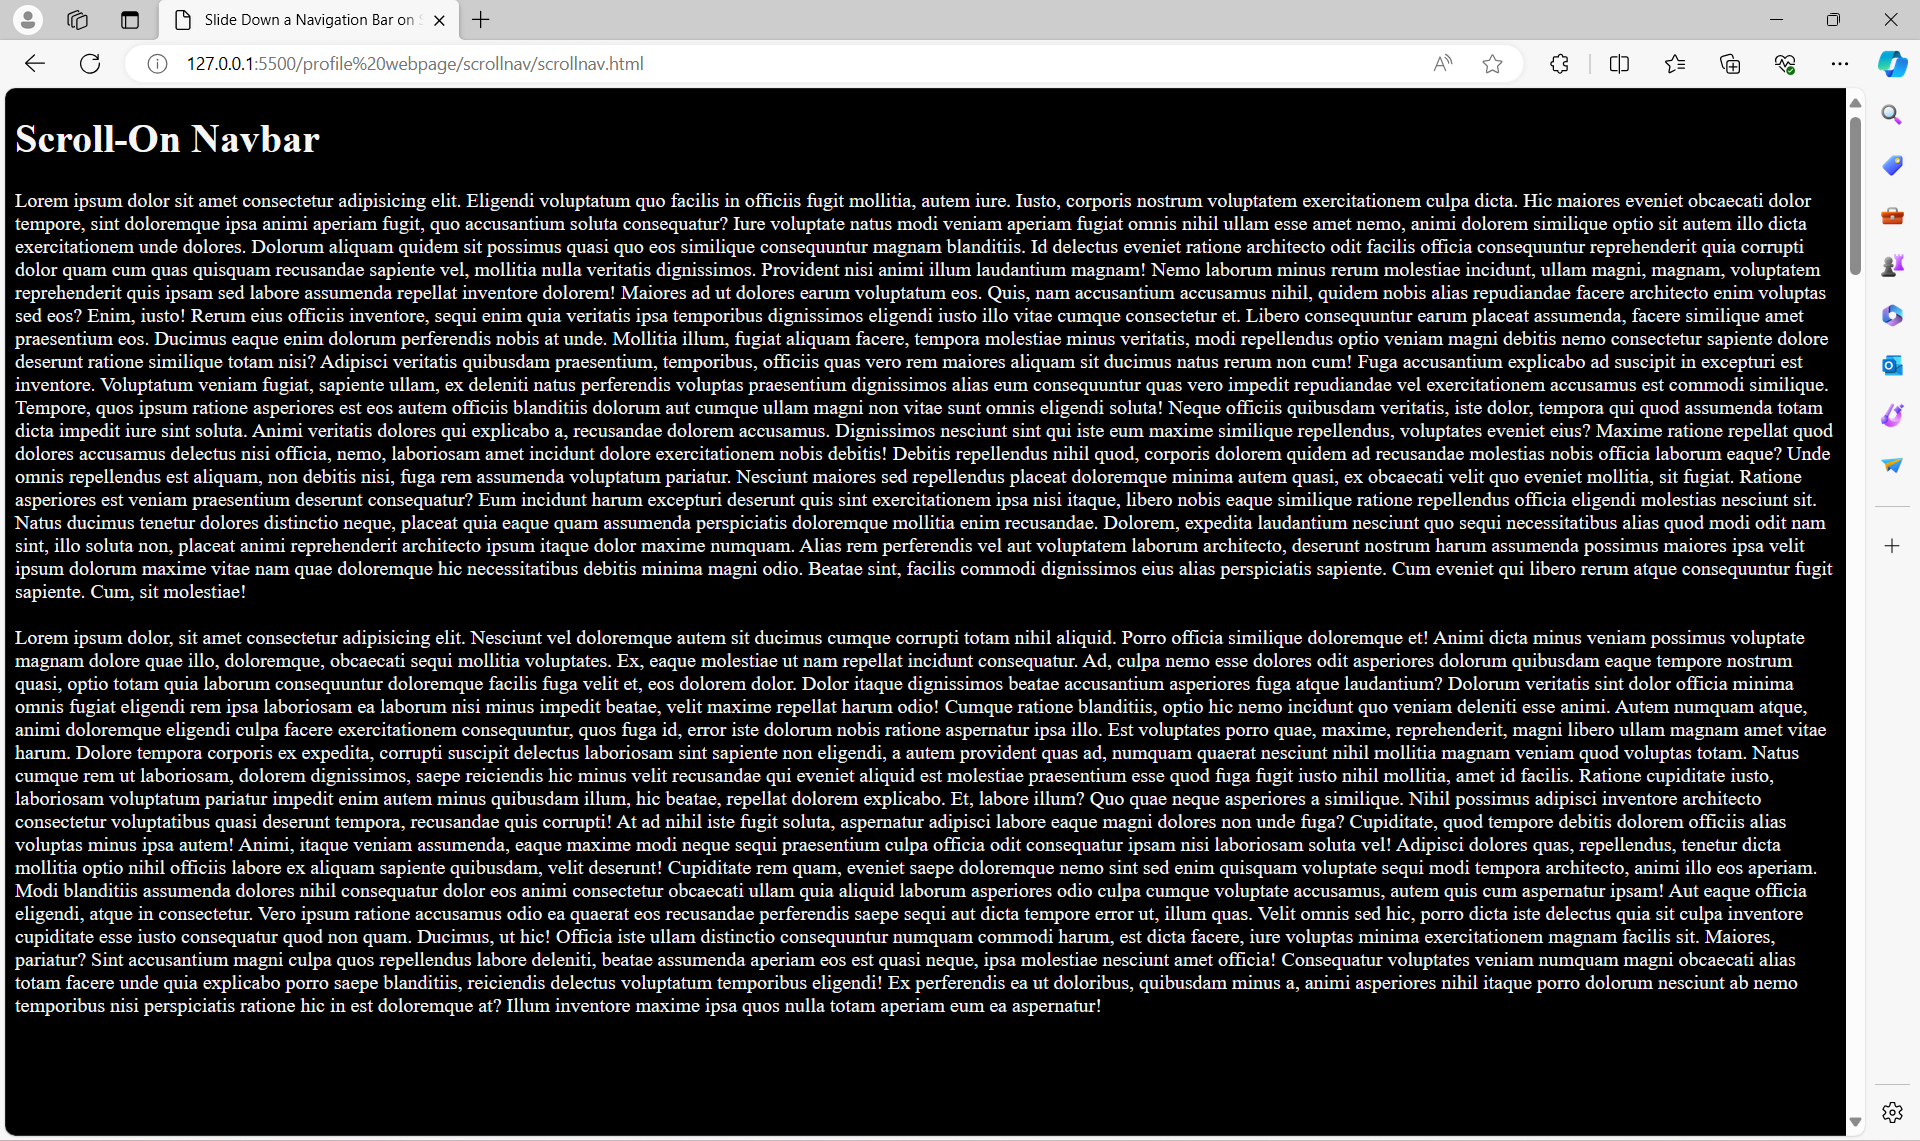 Slide Down a Navigation Bar on
127.0.0.1:5500/profile%20webpage/scrollnav/scrollnav.html
Scroll-On Navbar
Lorem ipsum dolor sit amet consectetur adipisicing elit. Eligendi voluptatum quo facilis in officiis fugit mollitia, autem iure. Iusto, corporis nostrum voluptatem exercitationem culpa dicta. Hic maiores eveniet obcaecati dolor
tempore, sint doloremque ipsa animi aperiam fugit, quo accusantium soluta consequatur? Iure voluptate natus modi veniam aperiam fugiat omnis nihil ullam esse amet nemo, animi dolorem similique optio sit autem illo dicta
exercitationem unde dolores. Dolorum aliquam quidem sit possimus quasi quo eos similique consequuntur magnam blanditiis. Id delectus eveniet ratione architecto odit facilis officia consequuntur reprehenderit quia corrupti
dolor quam cum quas quisquam recusandae sapiente vel, mollitia nulla veritatis dignissimos. Provident nisi animi illum laudantium magnam! Nemo laborum minus rerum molestiae incidunt, ullam magni, magnam, voluptatem
reprehenderit quis ipsam sed labore assumenda repellat inventore dolorem! Maiores ad ut dolores earum voluptatum eos. Quis, nam accusantium accusamus nihil, quidem nobis alias repudiandae facere architecto enim voluptas
sed eos? Enim, iusto! Rerum eius officiis inventore, sequi enim quia veritatis ipsa temporibus dignissimos eligendi iusto illo vitae cumque consectetur et. Libero consequuntur earum placeat assumenda, facere similique amet
praesentium eos. Ducimus eaque enim dolorum perferendis nobis at unde. Mollitia illum, fugiat aliquam facere, tempora molestiae minus veritatis, modi repellendus optio veniam magni debitis nemo consectetur sapiente dolore
deserunt ratione similique totam nisi? Adipisci veritatis quibusdam praesentium, temporibus, officiis quas vero rem maiores aliquam sit ducimus natus rerum non cum! Fuga accusantium explicabo ad suscipit in excepturi est
inventore. Voluptatum veniam fugiat, sapiente ullam, ex deleniti natus perferendis voluptas praesentium dignissimos alias eum consequuntur quas vero impedit repudiandae vel exercitationem accusamus est commodi similique.
Tempore, quos ipsum ratione asperiores est eos autem officiis blanditiis dolorum aut cumque ullam magni non vitae sunt omnis eligendi soluta! Neque officiis quibusdam veritatis, iste dolor, tempora qui quod assumenda totam
dicta impedit iure sint soluta. Animi veritatis dolores qui explicabo a, recusandae dolorem accusamus. Dignissimos nesciunt sint qui iste eum maxime similique repellendus, voluptates eveniet eius? Maxime ratione repellat quod
dolores accusamus delectus nisi officia, nemo, laboriosam amet incidunt dolore exercitationem nobis debitis! Debitis repellendus nihil quod, corporis dolorem quidem ad recusandae molestias nobis officia laborum eaque? Unde
omnis repellendus est aliquam, non debitis nisi, fuga rem assumenda voluptatum pariatur. Nesciunt maiores sed repellendus placeat doloremque minima autem quasi, ex obcaecati velit quo eveniet mollitia, sit fugiat. Ratione
asperiores est veniam praesentium deserunt consequatur? Eum incidunt harum excepturi deserunt quis sint exercitationem ipsa nisi itaque, libero nobis eaque similique ratione repellendus officia eligendi molestias nesciunt sit.
Natus ducimus tenetur dolores distinctio neque, placeat quia eaque quam assumenda perspiciatis doloremque mollitia enim recusandae. Dolorem, expedita laudantium nesciunt quo sequi necessitatibus alias quod modi odit nam
sint, illo soluta non, placeat animi reprehenderit architecto ipsum itaque dolor maxime numquam. Alias rem perferendis vel aut voluptatem laborum architecto, deserunt nostrum harum assumenda possimus maiores ipsa velit
ipsum dolorum maxime vitae nam quae doloremque hic necessitatibus debitis minima magni odio. Beatae sint, facilis commodi dignissimos eius alias perspiciatis sapiente. Cum eveniet qui libero rerum atque consequuntur fugit
sapiente. Cum, sit molestiae!
Lorem ipsum dolor, sit amet consectetur adipisicing elit. Nesciunt vel doloremque autem sit ducimus cumque corrupti totam nihil aliquid. Porro officia similique doloremque et! Animi dicta minus veniam possimus voluptate
magnam dolore quae illo, doloremque, obcaecati sequi mollitia voluptates. Ex, eaque molestiae ut nam repellat incidunt consequatur. Ad, culpa nemo esse dolores odit asperiores dolorum quibusdam eaque tempore nostrum
quasi, optio totam quia laborum consequuntur doloremque facilis fuga velit et, eos dolorem dolor. Dolor itaque dignissimos beatae accusantium asperiores fuga atque laudantium? Dolorum veritatis sint dolor officia minima
omnis fugiat eligendi rem ipsa laboriosam ea laborum nisi minus impedit beatae, velit maxime repellat harum odio! Cumque ratione blanditiis, optio hic nemo incidunt quo veniam deleniti esse animi. Autem numquam atque,
animi doloremque eligendi culpa facere exercitationem consequuntur, quos fuga id, error iste dolorum nobis ratione aspernatur ipsa illo. Est voluptates porro quae, maxime, reprehenderit, magni libero ullam magnam amet vitae
harum. Dolore tempora corporis ex expedita, corrupti suscipit delectus laboriosam sint sapiente non eligendi, a autem provident quas ad, numquam quaerat nesciunt nihil mollitia magnam veniam quod voluptas totam. Natus
cumque rem ut laboriosam, dolorem dignissimos, saepe reiciendis hic minus velit recusandae qui eveniet aliquid est molestiae praesentium esse quod fuga fugit iusto nihil mollitia, amet id facilis. Ratione cupiditate iusto,
laboriosam voluptatum pariatur impedit enim autem minus quibusdam illum, hic beatae, repellat dolorem explicabo. Et, labore illum? Quo quae neque asperiores a similique. Nihil possimus adipisci inventore architecto
consectetur voluptatibus quasi deserunt tempora, recusandae quis corrupti! At ad nihil iste fugit soluta, aspernatur adipisci labore eaque magni dolores non unde fuga? Cupiditate, quod tempore debitis dolorem officiis alias
voluptas minus ipsa autem! Animi, itaque veniam assumenda, eaque maxime modi neque sequi praesentium culpa officia odit consequatur ipsam nisi laboriosam soluta vel! Adipisci dolores quas, repellendus, tenetur dicta
mollitia optio nihil officiis labore ex aliquam sapiente quibusdam, velit deserunt! Cupiditate rem quam, eveniet saepe doloremque nemo sint sed enim quisquam voluptate sequi modi tempora architecto, animi illo eos aperiam.
Modi blanditiis assumenda dolores nihil consequatur dolor eos animi consectetur obcaecati ullam quia aliquid laborum asperiores odio culpa cumque voluptate accusamus, autem quis cum aspernatur ipsam! Aut eaque officia
eligendi, atque in consectetur. Vero ipsum ratione accusamus odio ea quaerat eos recusandae perferendis saepe sequi aut dicta tempore error ut, illum quas. Velit omnis sed hic, porro dicta iste delectus quia sit culpa inventore
cupiditate esse iusto consequatur quod non quam. Ducimus, ut hic! Officia iste ullam distinctio consequuntur numquam commodi harum, est dicta facere, iure voluptas minima exercitationem magnam facilis sit. Maiores,
pariatur? Sint accusantium magni culpa quos repellendus labore deleniti, beatae assumenda aperiam eos est quasi neque, ipsa molestiae nesciunt amet officia! Consequatur voluptates veniam numquam magni obcaecati alias
totam facere unde quia explicabo porro saepe blanditiis, reiciendis delectus voluptatum temporibus eligendi! Ex perferendis ea ut doloribus, quibusdam minus a, animi asperiores nihil itaque porro dolorum nesciunt ab nemo
temporibus nisi perspiciatis ratione hic in est doloremque at? Illum inventore maxime ipsa quos nulla totam aperiam eum ea aspernatur!